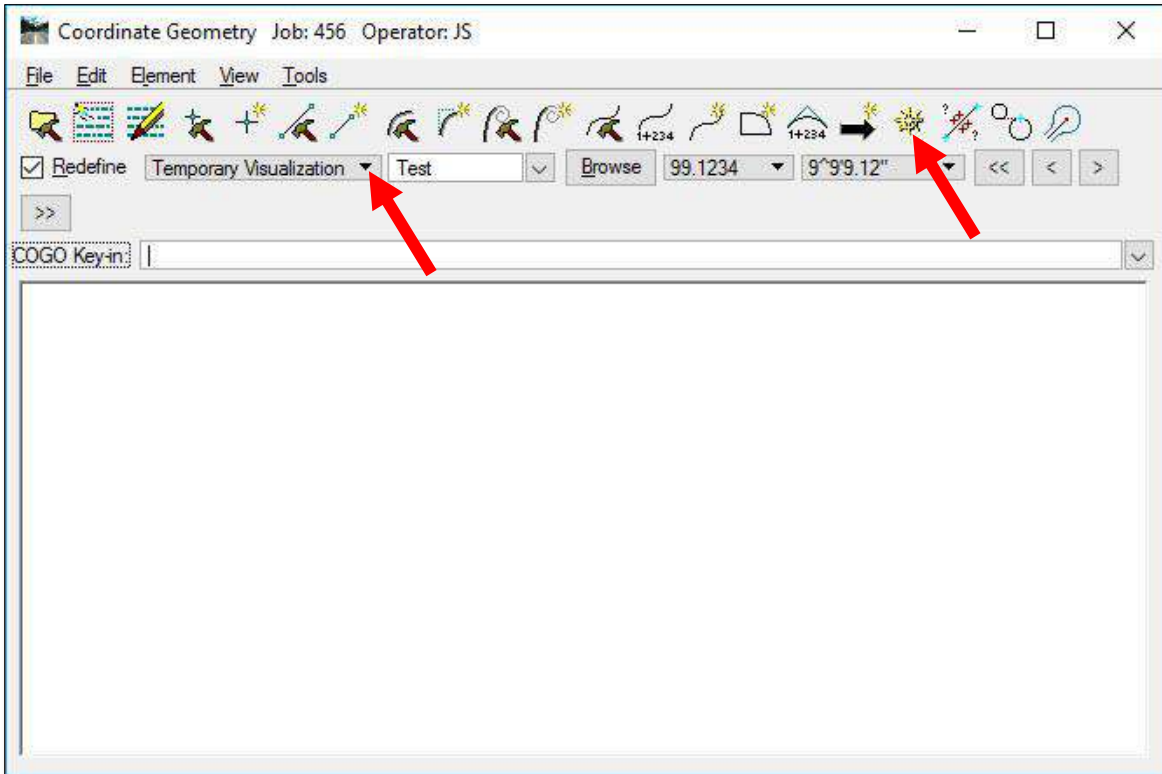 Coordinate Geometry Job: 456 Operator: JS
File Edit Element View Tools
1+234 1+234
Redefine Temporary Visualization Test Browse 99.1234 9^9'9.12" << < >
>>
COGO Key-in: